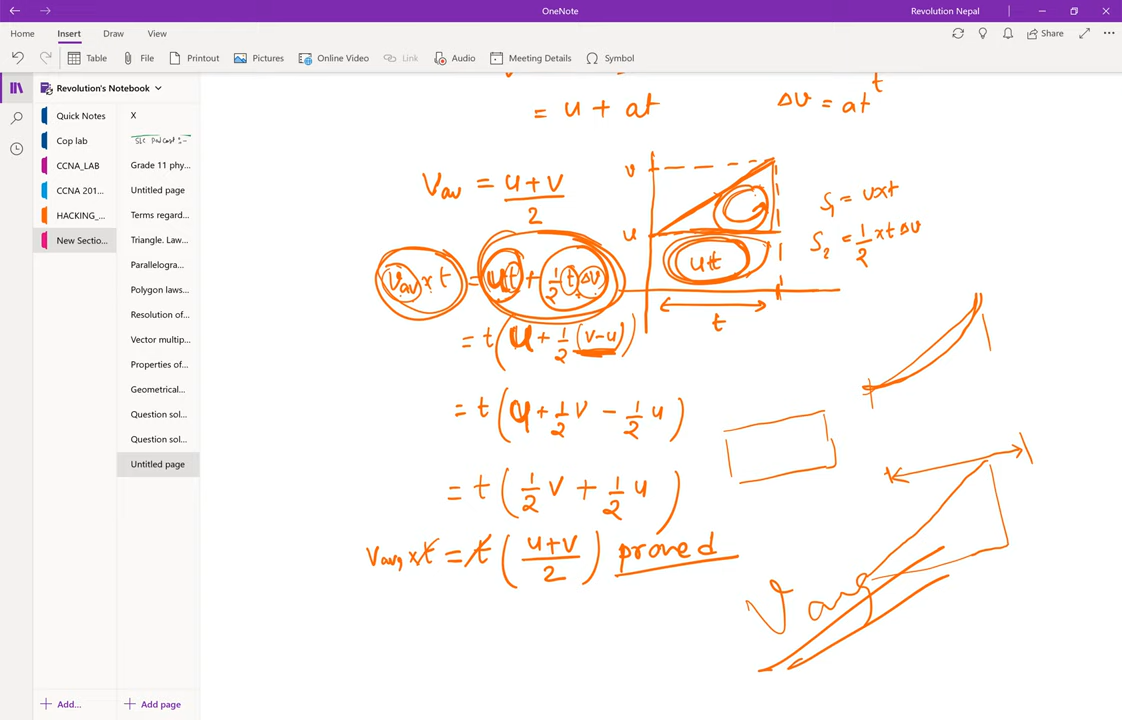 OneNote
Revolution Nepal
Home Insert Draw View
Share
Table File Printout Pictures Online Video Link Audio Meeting Details Symbol
Revolution's Notebook
Quick Notes
Cop lab
CCNA_LAB
CCNA 201...
HACKING_...
New Sectio...
X
Grade 11 phy...
Untitled page
Terms regard...
Triangle. Law...
Parallelogra...
Polygon laws...
Resolution of...
Vector multip...
Properties of...
Geometrical...
Question sol...
Question sol...
Untitled page
Add...
Add page
= u + at
t
Δv = at
Vav = u+v/2
v
u
ut
t
S₁ = uxt
S₂ = 1/2 xt Δv
Vav x t = ut + 1/2 t Δv
= t(u + 1/2 (v-u))
= t(u + 1/2 v - 1/2 u)
= t(1/2 v + 1/2 u)
Vavg x t = t(u+v/2) proved
Vavg